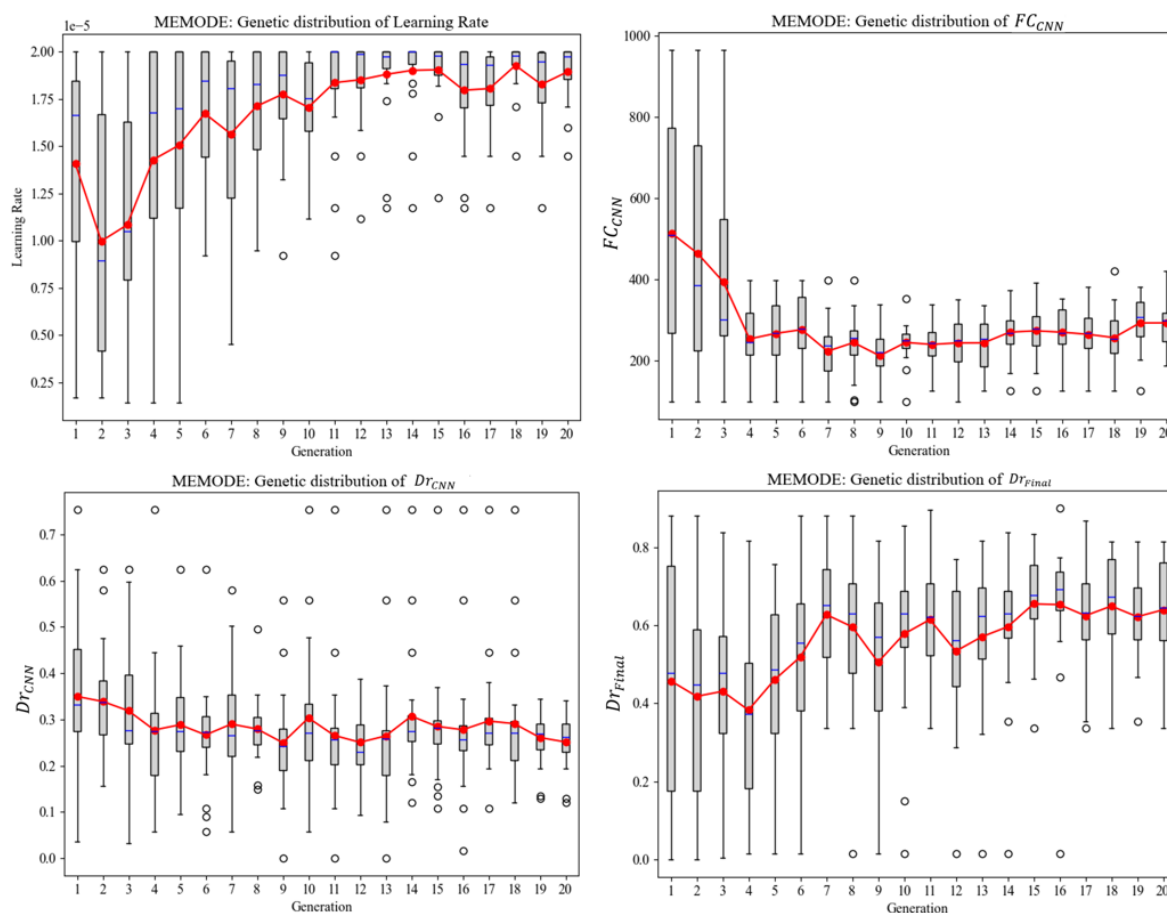 MEMODE: Genetic distribution of Learning Rate
1e−5
2.00
1.75
1.50
1.25
1.00
0.75
0.50
0.25
Learning Rate
1 2 3 4 5 6 7 8 9 10 11 12 13 14 15 16 17 18 19 20
Generation
MEMODE: Genetic distribution of FC_CNN
1000
800
600
400
200
FC_CNN
1 2 3 4 5 6 7 8 9 10 11 12 13 14 15 16 17 18 19 20
Generation
MEMODE: Genetic distribution of Dr_CNN
0.7
0.6
0.5
0.4
0.3
0.2
0.1
0.0
Dr_CNN
1 2 3 4 5 6 7 8 9 10 11 12 13 14 15 16 17 18 19 20
Generation
MEMODE: Genetic distribution of Dr_Final
0.8
0.6
0.4
0.2
0.0
Dr_Final
1 2 3 4 5 6 7 8 9 10 11 12 13 14 15 16 17 18 19 20
Generation